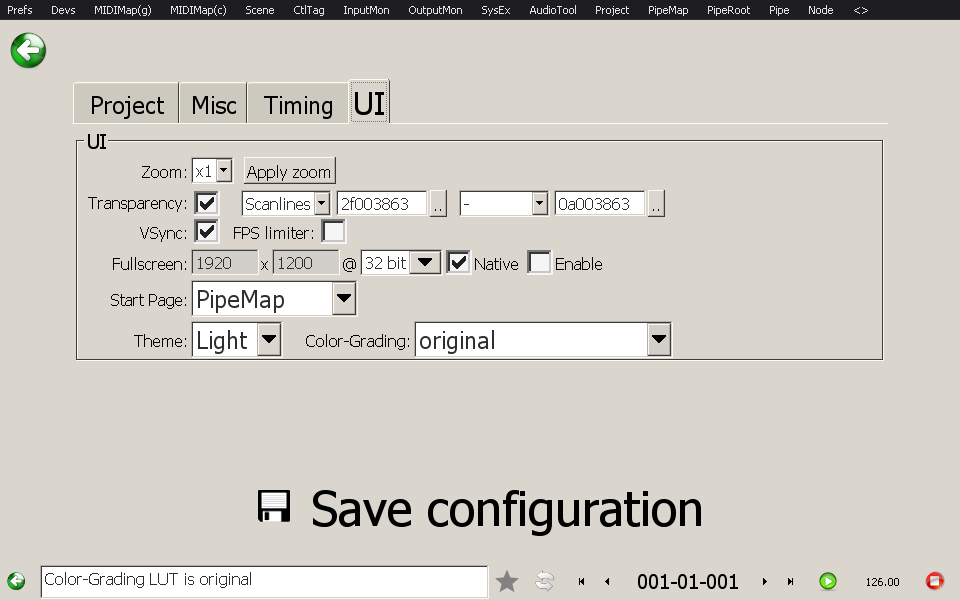 Prefs Devs MIDIMap(g) MIDIMap(c) Scene CtlTag InputMon OutputMon SysEx AudioTool Project PipeMap PipeRoot Pipe Node <>
Project Misc Timing UI
UI
Zoom: x1 Apply zoom
Transparency: Scanlines 2f003863 .. - 0a003863 ..
VSync: FPS limiter:
Fullscreen: 1920 x 1200 @ 32 bit Native Enable
Start Page: PipeMap
Theme: Light Color-Grading: original
Save configuration
Color-Grading LUT is original 001-01-001 126.00